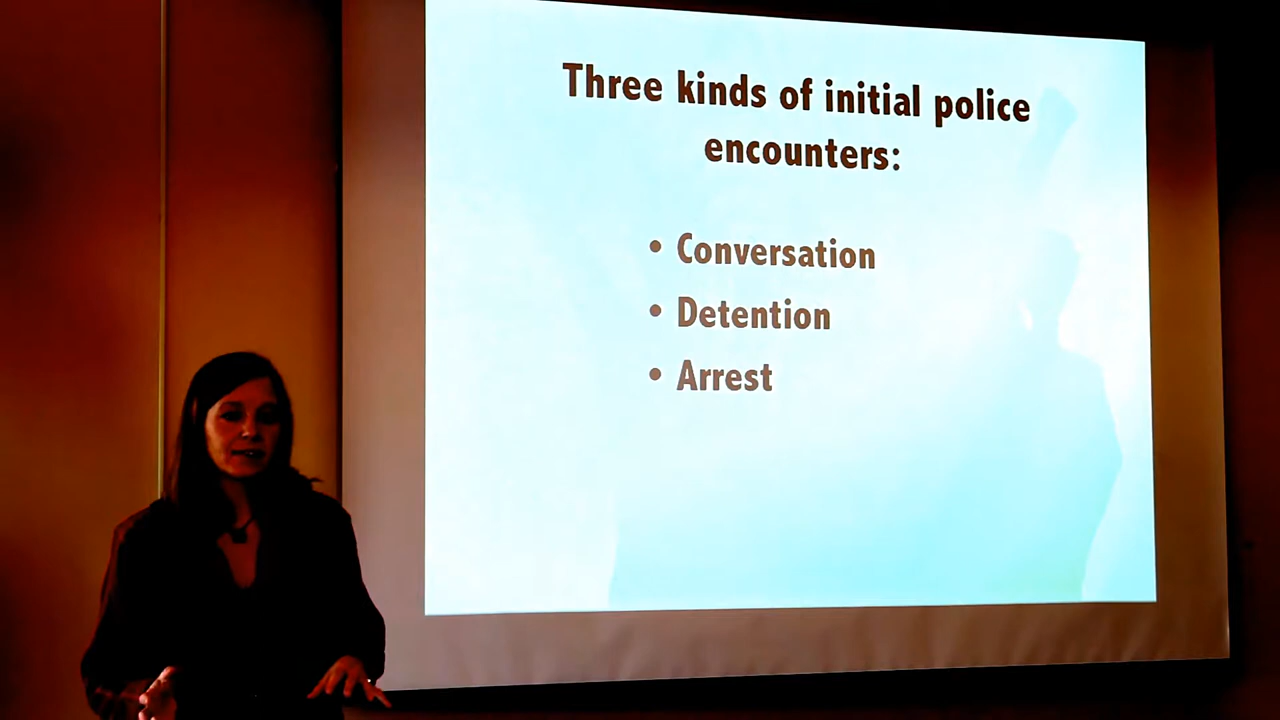 Three kinds of initial police
encounters:
• Conversation
• Detention
• Arrest